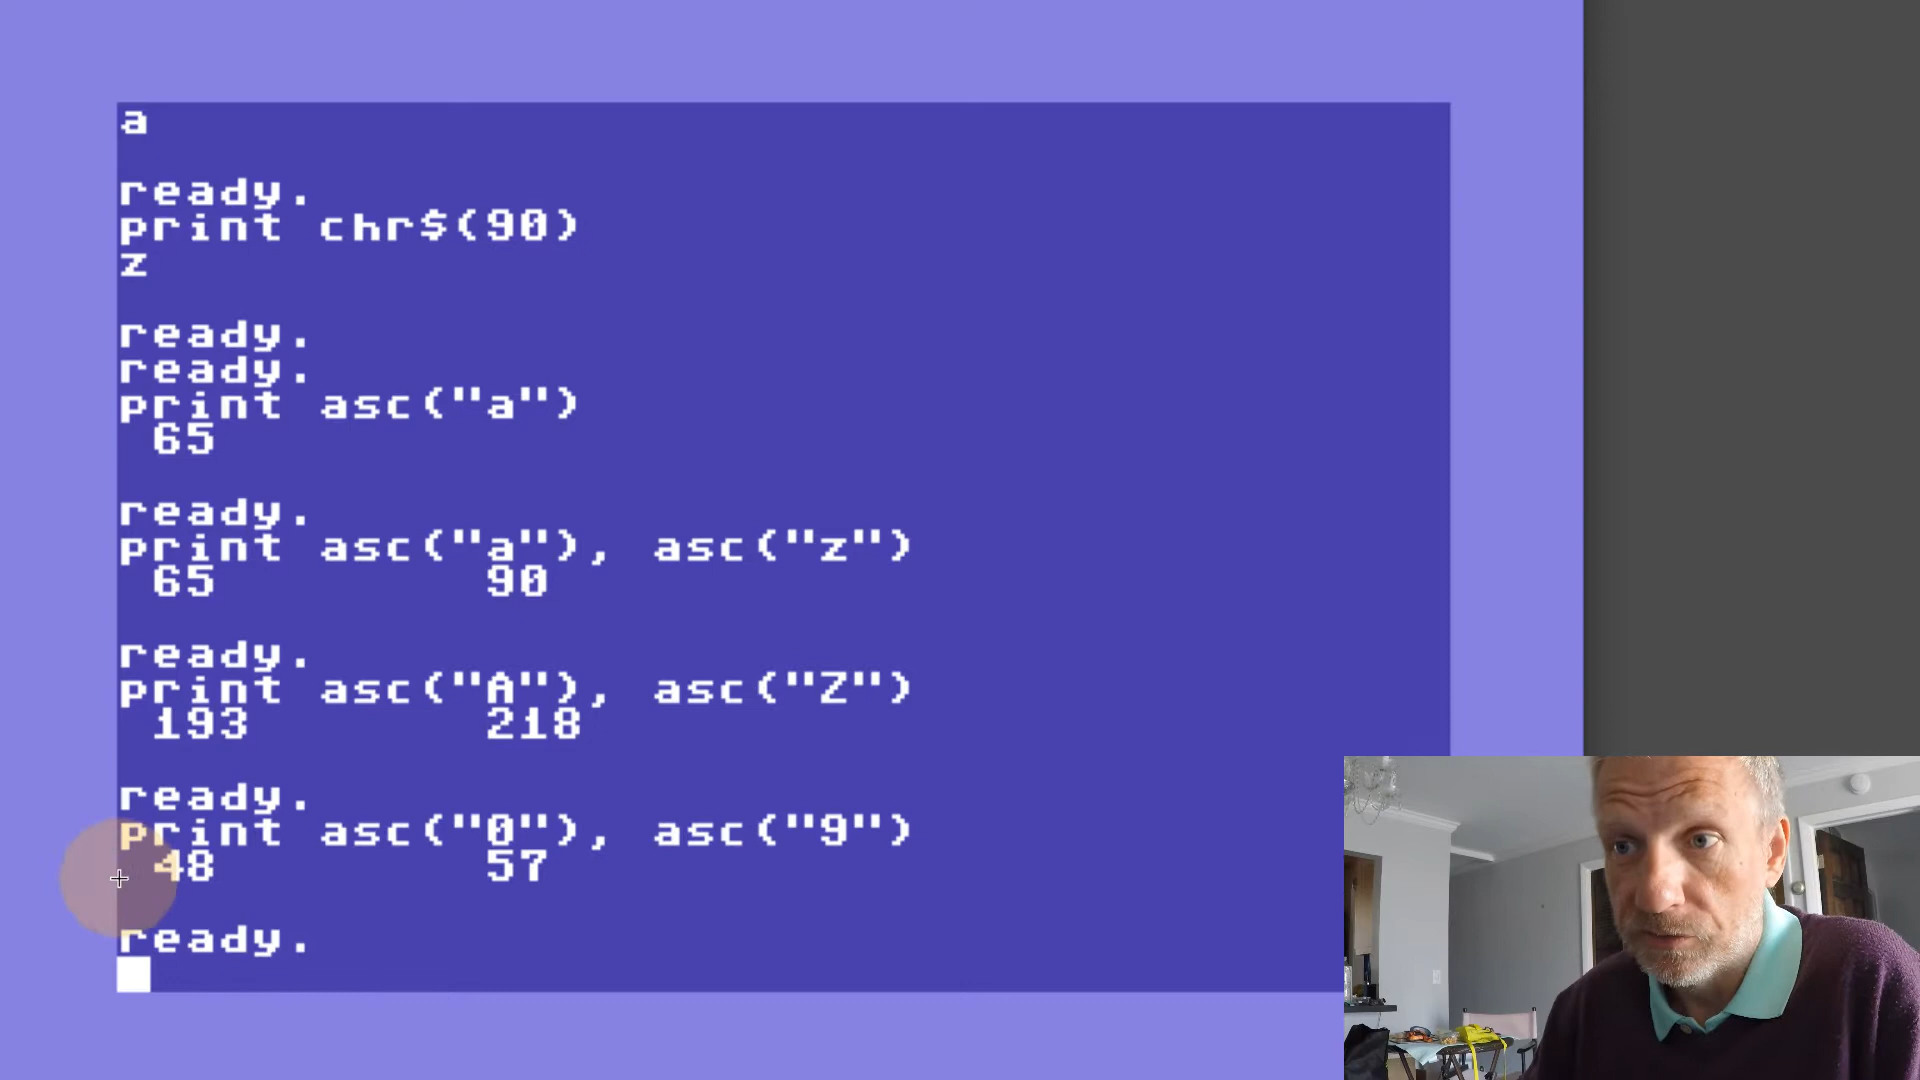 a
ready.
print chr$(90)
z
ready.
ready.
print asc("a")
65
ready.
print asc("a"), asc("z")
65 90
ready.
print asc("A"), asc("Z")
193 218
ready.
print asc("0"), asc("9")
48 57
ready.